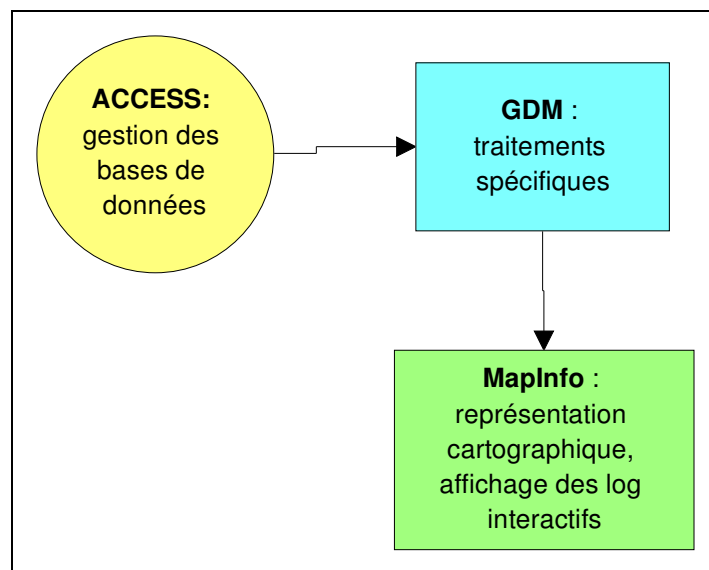 ACCESS:
gestion des
bases de
données
GDM :
traitements
spécifiques
MapInfo :
représentation
cartographique,
affichage des log
interactifs